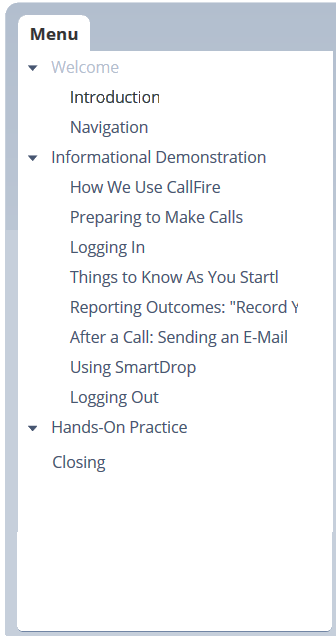 Menu
Welcome
Introduction
Navigation
Informational Demonstration
How We Use CallFire
Preparing to Make Calls
Logging In
Things to Know As You Startl
Reporting Outcomes: "Record Y
After a Call: Sending an E-Mail
Using SmartDrop
Logging Out
Hands-On Practice
Closing